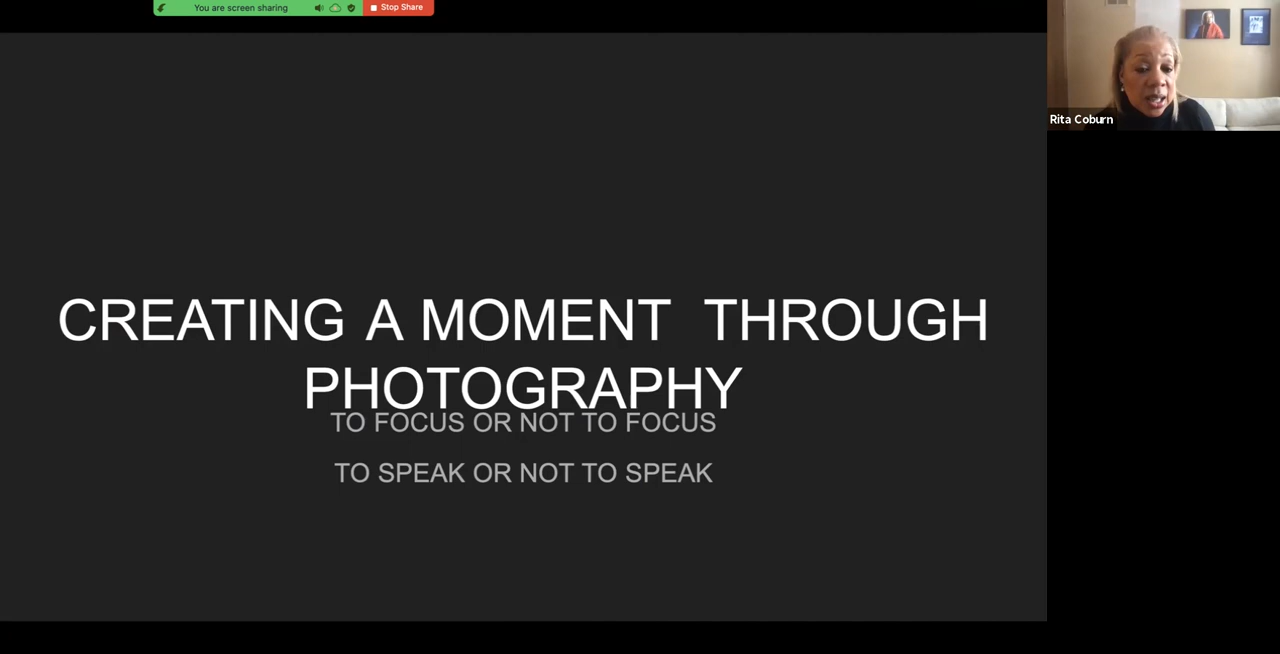 You are screen sharing
Stop Share
Rita Coburn
CREATING A MOMENT THROUGH
PHOTOGRAPHY
TO FOCUS OR NOT TO FOCUS
TO SPEAK OR NOT TO SPEAK